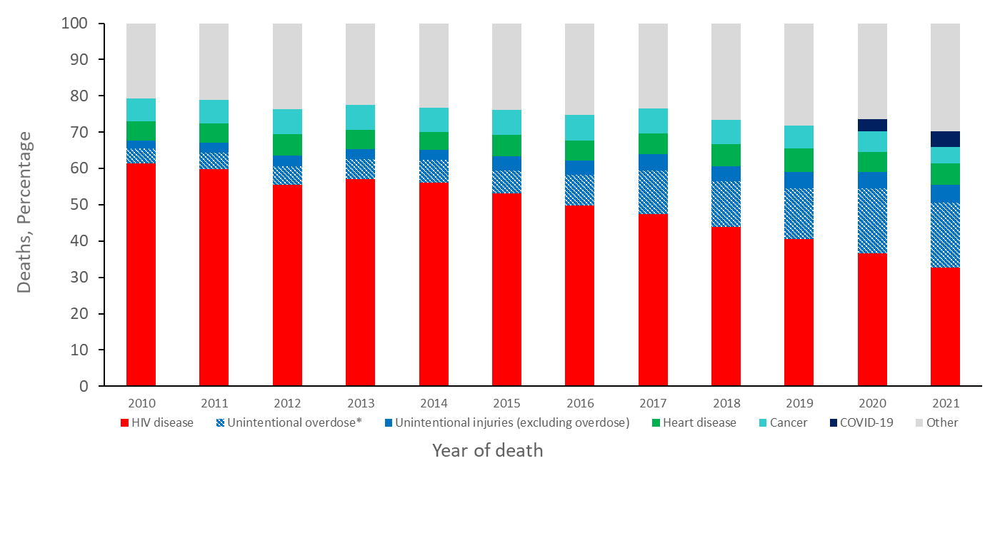 Deaths, Percentage
100
90
80
70
60
50
40
30
20
10
0
2010 2011 2012 2013 2014 2015 2016 2017 2018 2019 2020 2021
HIV disease Unintentional overdose* Unintentional injuries (excluding overdose) Heart disease Cancer COVID-19 Other
Year of death